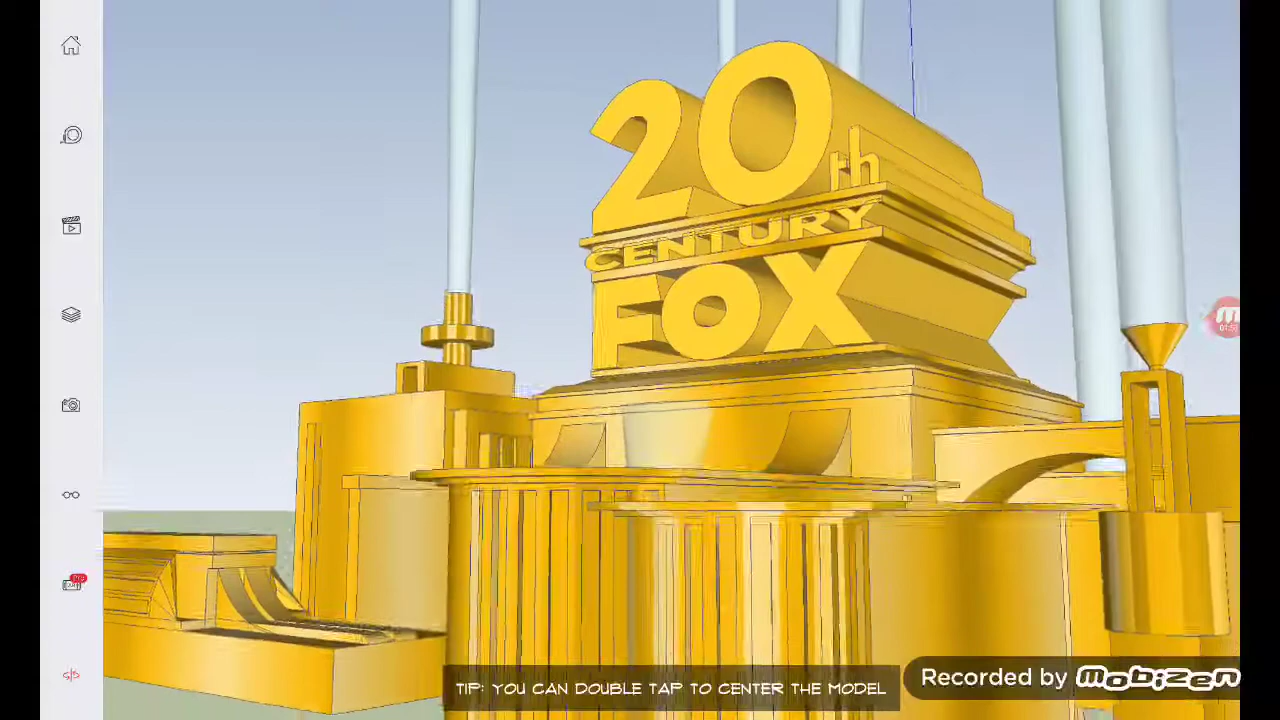 20th
CENTURY
FOX
TIP: YOU CAN DOUBLE TAP TO CENTER THE MODEL
Recorded by mobizen